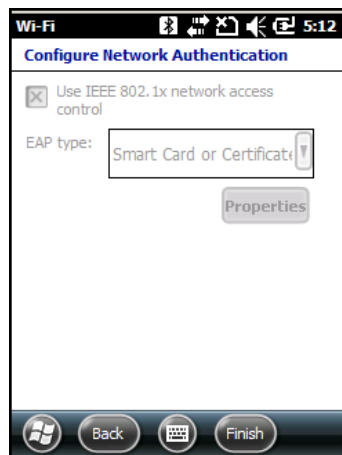 Wi-Fi 5:12
Configure Network Authentication
Use IEEE 802.1x network access
control
EAP type:
Smart Card or Certificate
Properties
Back Finish